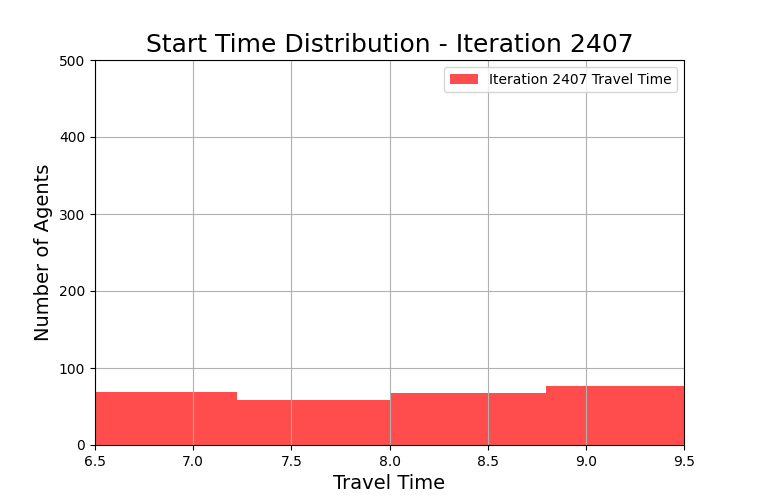 Start Time Distribution - Iteration 2407
500
Iteration 2407 Travel Time
400
300
200
100
0
Number of Agents
6.5 7.0 7.5 8.0 8.5 9.0 9.5
Travel Time